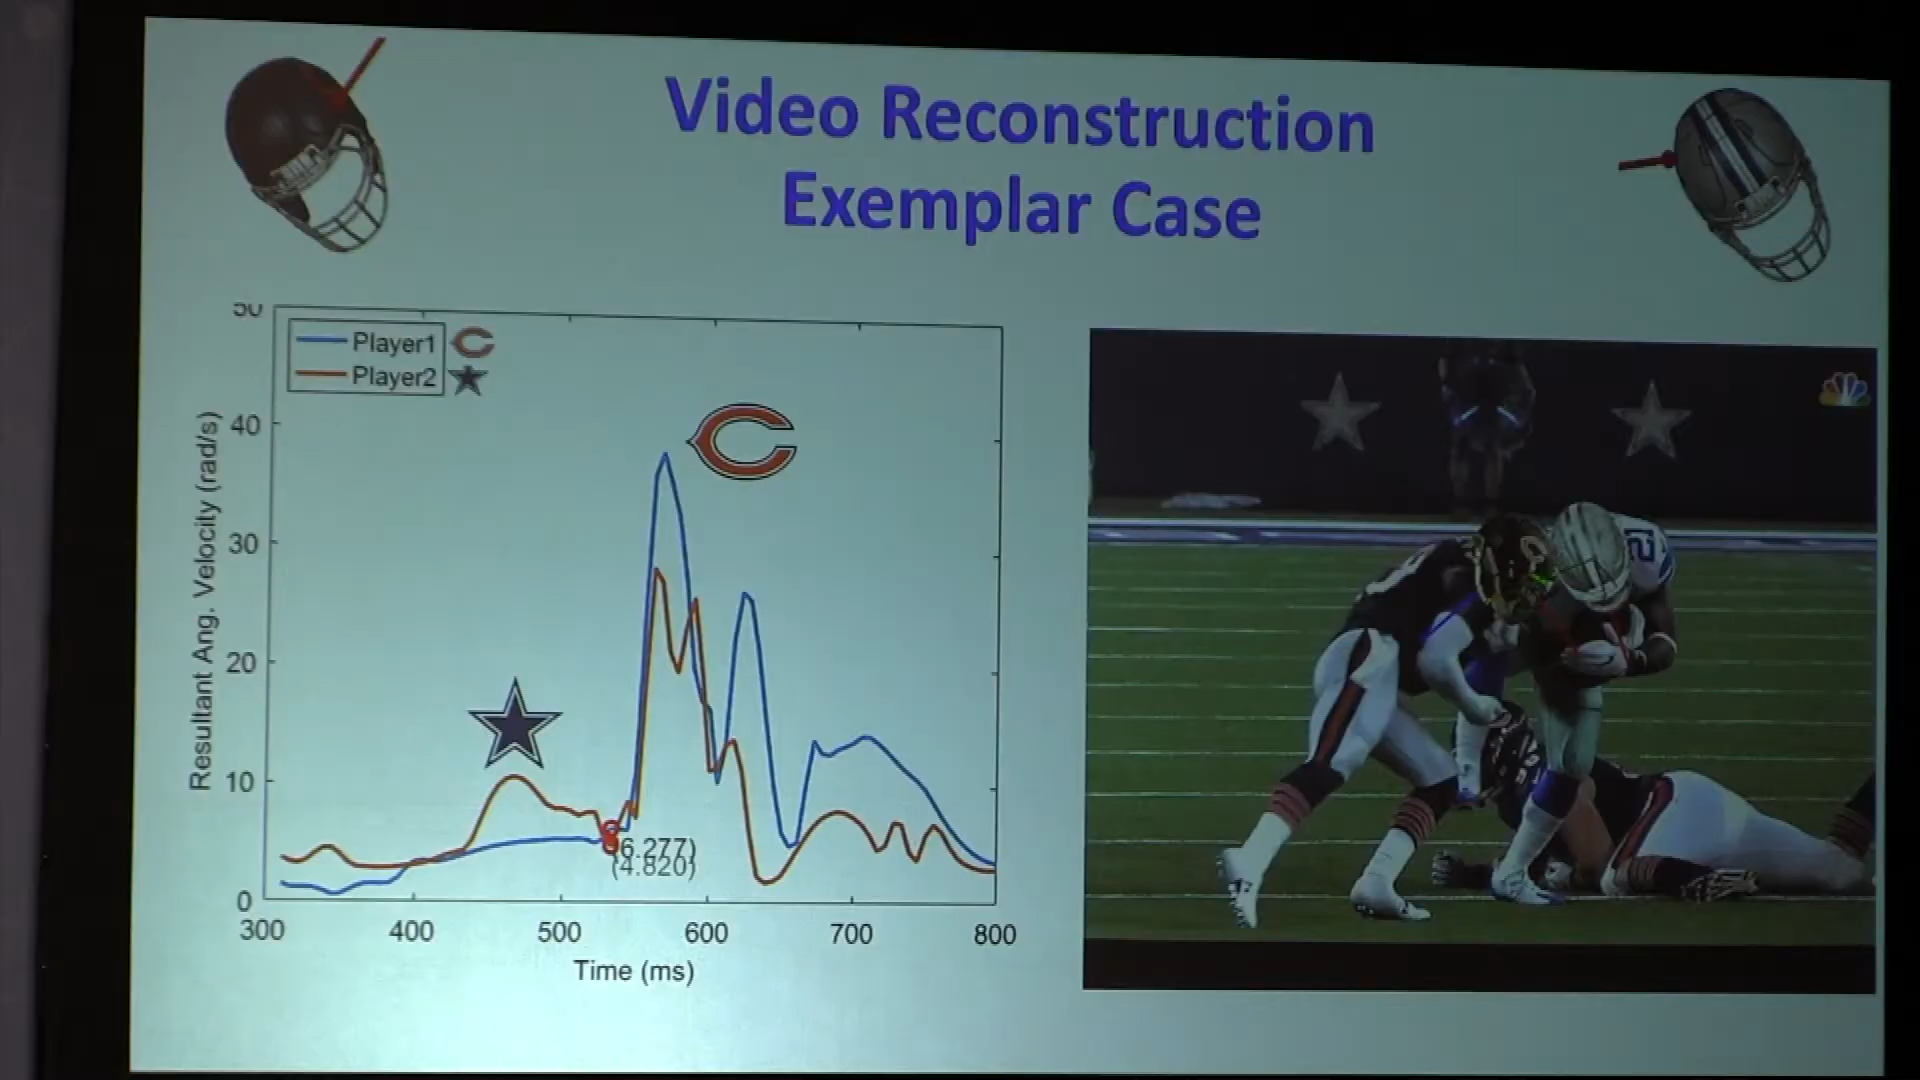 Video Reconstruction
Exemplar Case
50
40
30
20
10
0
Resultant Ang. Velocity (rad/s)
Player1
Player2
(6.277)
(4.820)
300
400
500
600
700
800
Time (ms)
21